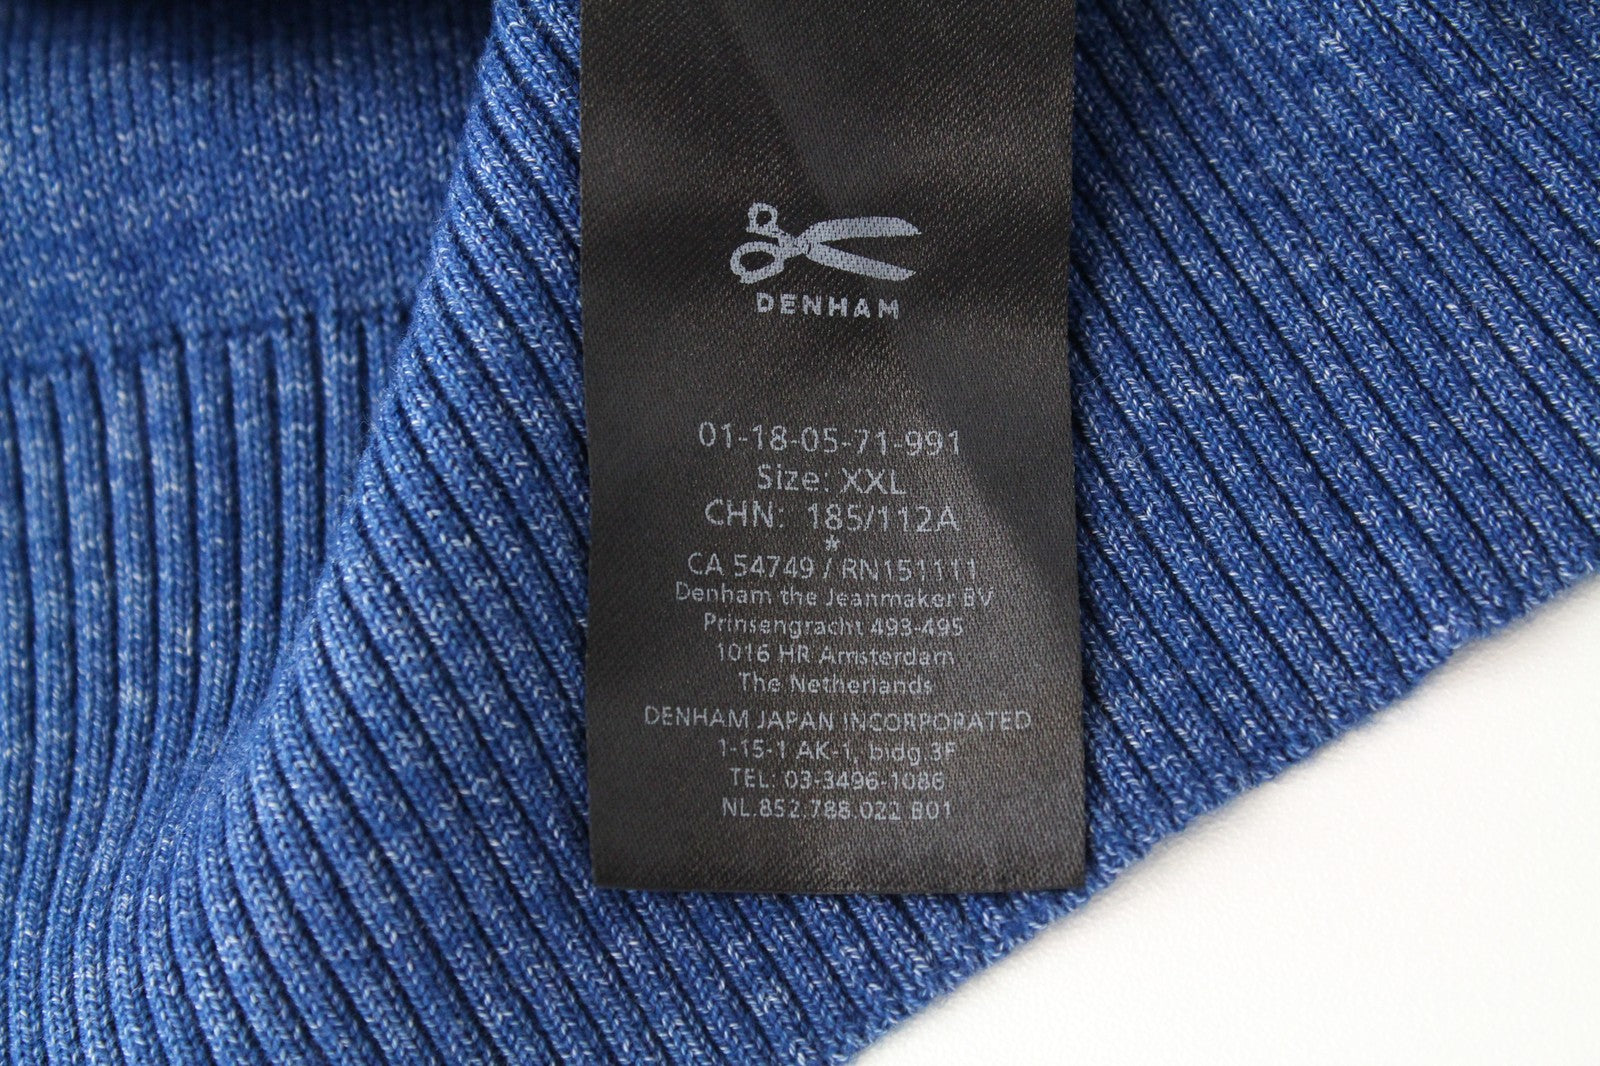 DENHAM
01-18-05-71-991
Size: XXL
CHN: 185/112A
*
CA 54749 / RN151111
Denham the Jeanmaker BV
Prinsengracht 493-495
1016 HR Amsterdam
The Netherlands
DENHAM JAPAN INCORPORATED
1-15-1 AK-1, bldg.3F
TEL: 03-3496-1086
NL.852.788.022.B01